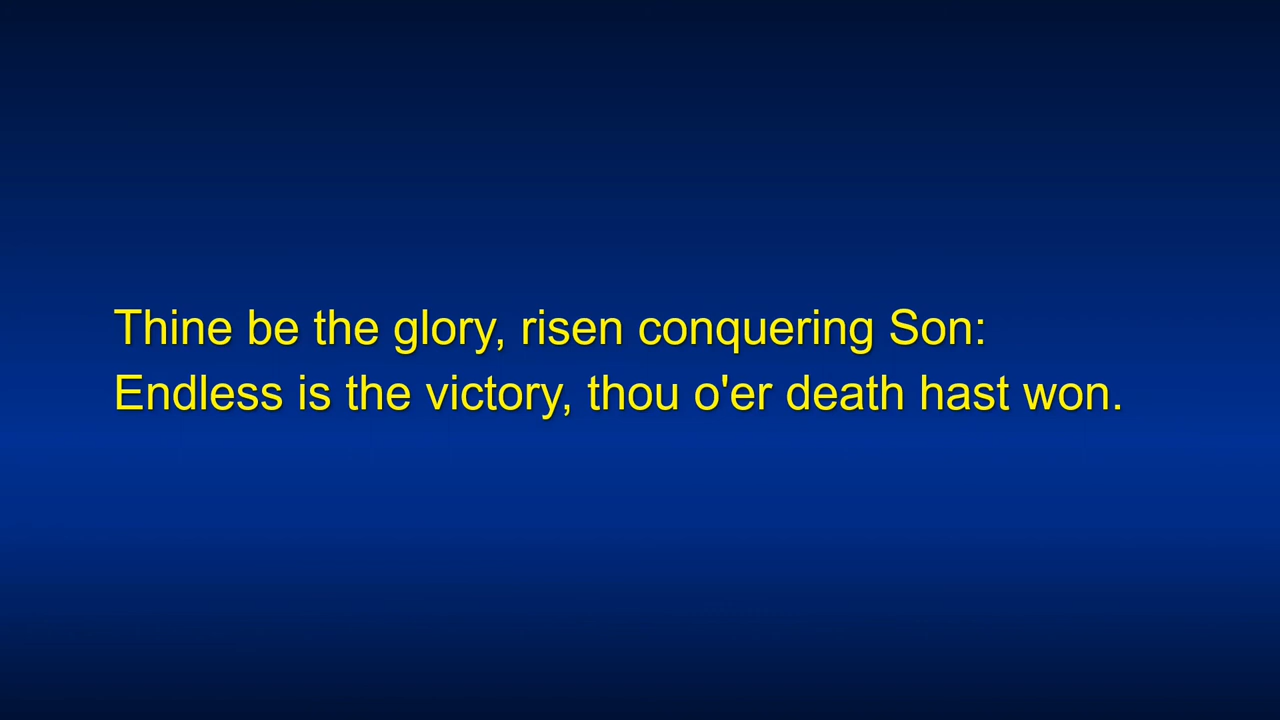 Thine be the glory, risen conquering Son:
Endless is the victory, thou o'er death hast won.